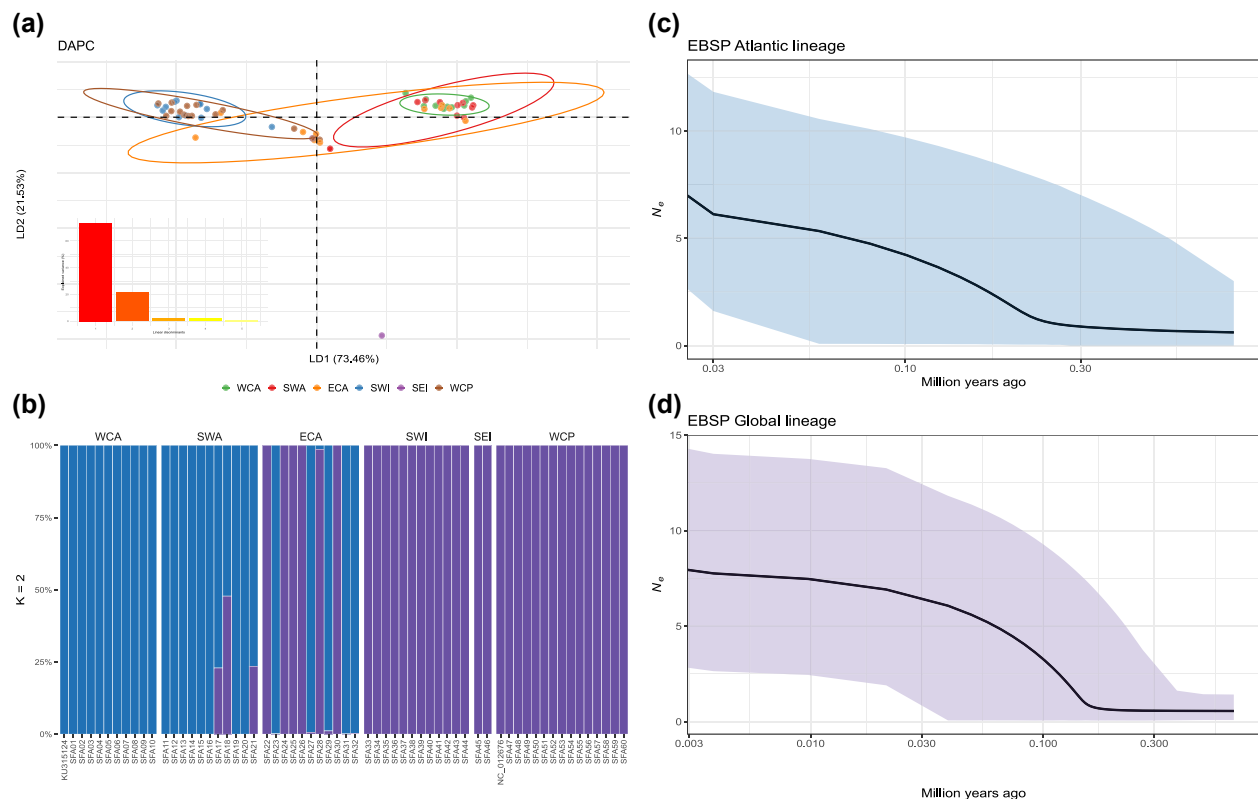 (a)
DAPC
LD2 (21.53%)
Linear discriminants
LD1 (73.46%)
WCA SWA ECA SWI SEI WCP
(b)
WCA SWA ECA SWI SEI WCP
100%
75%
50%
25%
0%
K = 2
KU315124 SFA01 SFA02 SFA03 SFA04 SFA05 SFA06 SFA07 SFA08 SFA09 SFA10 SFA11 SFA12 SFA13 SFA14 SFA15 SFA16 SFA17 SFA18 SFA19 SFA20 SFA21 SFA22 SFA23 SFA24 SFA25 SFA26 SFA27 SFA28 SFA29 SFA30 SFA31 SFA32 SFA33 SFA34 SFA35 SFA36 SFA37 SFA38 SFA39 SFA40 SFA41 SFA42 SFA43 SFA44 SFA45 SFA46 NC_012676 SFA47 SFA48 SFA49 SFA50 SFA51 SFA52 SFA53 SFA54 SFA55 SFA56 SFA57 SFA58 SFA59 SFA60
(c)
EBSP Atlantic lineage
10
5
0
Ne
0.03 0.10 0.30
Million years ago
(d)
EBSP Global lineage
15
10
5
0
Ne
0.003 0.010 0.030 0.100 0.300
Million years ago